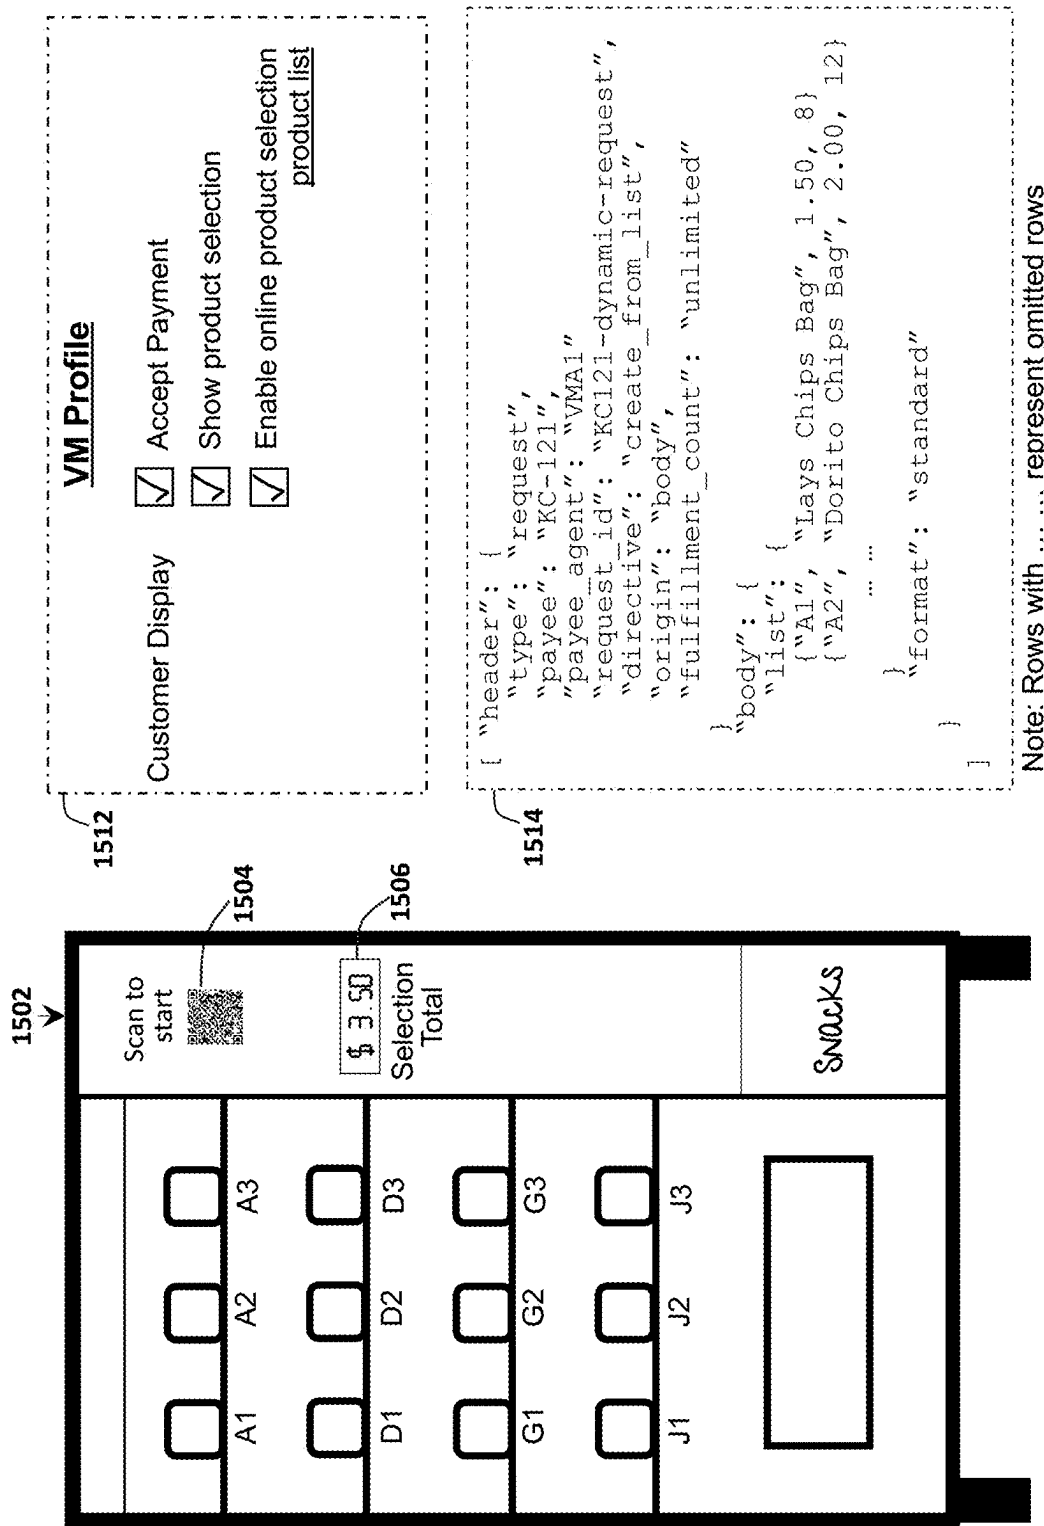 1502
Scan to
start
1504
$ 3.50
1506
Selection
Total
A1 A2 A3
D1 D2 D3
G1 G2 G3
J1 J2 J3
Snacks
1512
VM Profile
Customer Display
Accept Payment
Show product selection
Enable online product selection
product list
1514
[ “header”: {
“type”: “request”,
“payee”: “KC-121”,
”payee_agent”: “VMA1”
“request_id”: “KC121-dynamic-request”,
“directive”: “create_from_list”,
“origin”: “body”,
“fulfillment_count”: “unlimited”
}
“body”: {
“list”: {
{“A1”, “Lays Chips Bag”, 1.50, 8}
{“A2”, “Dorito Chips Bag”, 2.00, 12}
… …
}
“format”: “standard”
}
]
Note: Rows with … … represent omitted rows